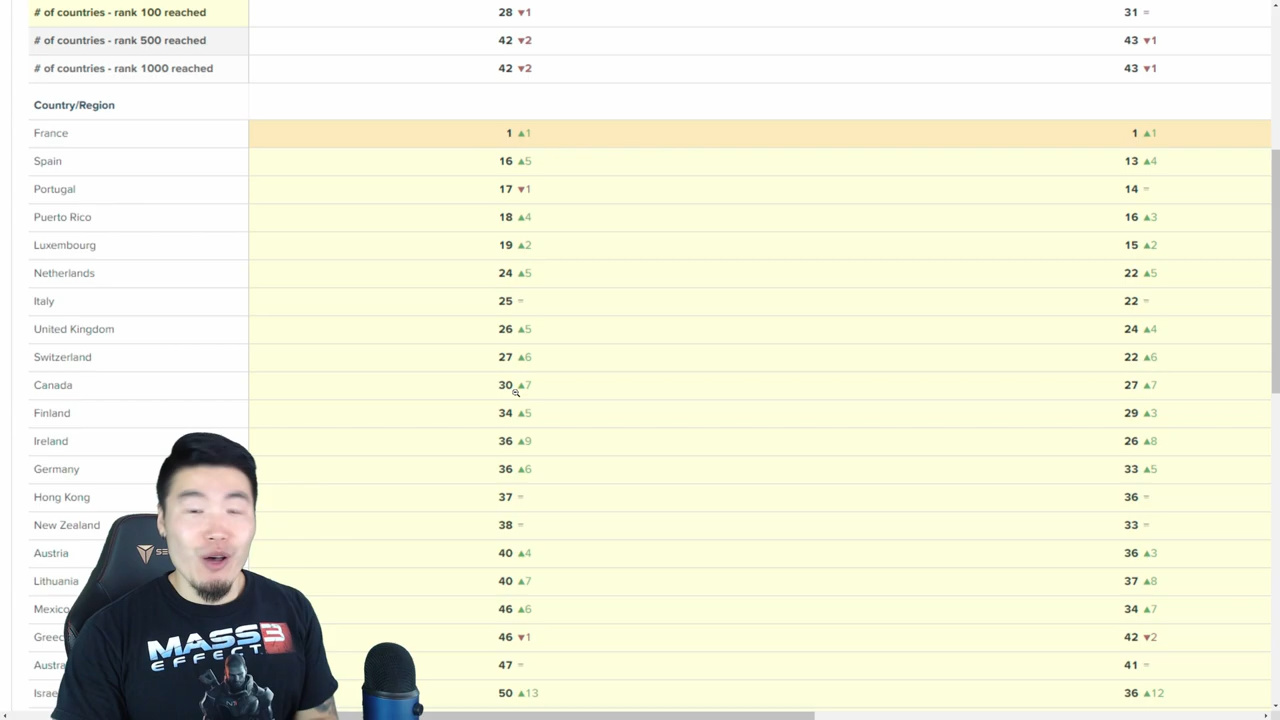 # of countries - rank 100 reached 28 ▼1 31 =
# of countries - rank 500 reached 42 ▼2 43 ▼1
# of countries - rank 1000 reached 42 ▼2 43 ▼1
Country/Region
France 1 ▲1 1 ▲1
Spain 16 ▲5 13 ▲4
Portugal 17 ▼1 14 =
Puerto Rico 18 ▲4 16 ▲3
Luxembourg 19 ▲2 15 ▲2
Netherlands 24 ▲5 22 ▲5
Italy 25 = 22 =
United Kingdom 26 ▲5 24 ▲4
Switzerland 27 ▲6 22 ▲6
Canada 30 ▲7 27 ▲7
Finland 34 ▲5 29 ▲3
Ireland 36 ▲9 26 ▲8
Germany 36 ▲6 33 ▲5
Hong Kong 37 = 36 =
New Zealand 38 = 33 =
Austria 40 ▲4 36 ▲3
Lithuania 40 ▲7 37 ▲8
Mexico 46 ▲6 34 ▲7
Greec 46 ▼1 42 ▼2
Austra 47 = 41 =
Israe 50 ▲13 36 ▲12
MASS 3
EFFECT
N7